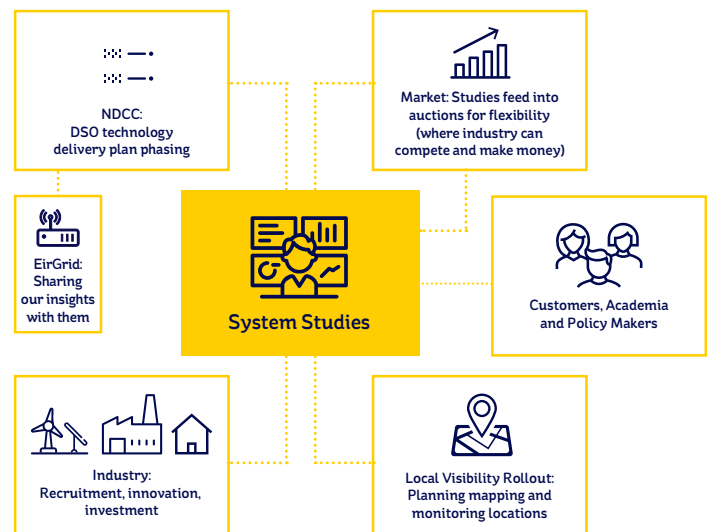 NDCC:
DSO technology
delivery plan phasing
Market: Studies feed into
auctions for flexibility
(where industry can
compete and make money)
EirGrid:
Sharing
our insights
with them
System Studies
Customers, Academia
and Policy Makers
Industry:
Recruitment, innovation,
investment
Local Visibility Rollout:
Planning mapping and
monitoring locations